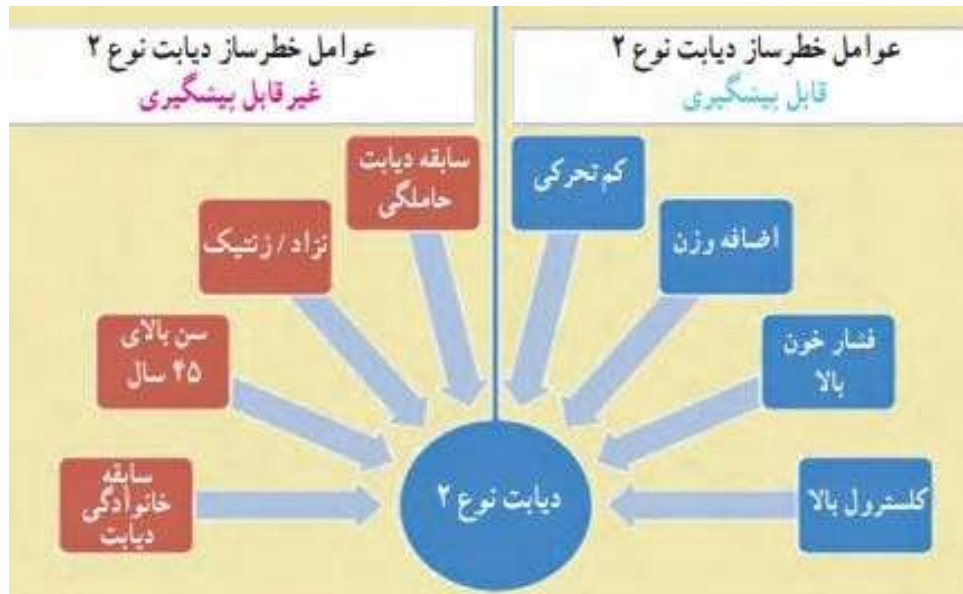 عوامل خطرساز دیابت نوع ۲
قابل پیشگیری
عوامل خطرساز دیابت نوع ۲
غیرقابل پیشگیری
کم تحرکی
اضافه وزن
فشار خون
بالا
کلسترول بالا
سابقه دیابت
حاملگی
نژاد / ژنتیک
سن بالای
۴۵ سال
سابقه
خانوادگی
دیابت
دیابت نوع ۲